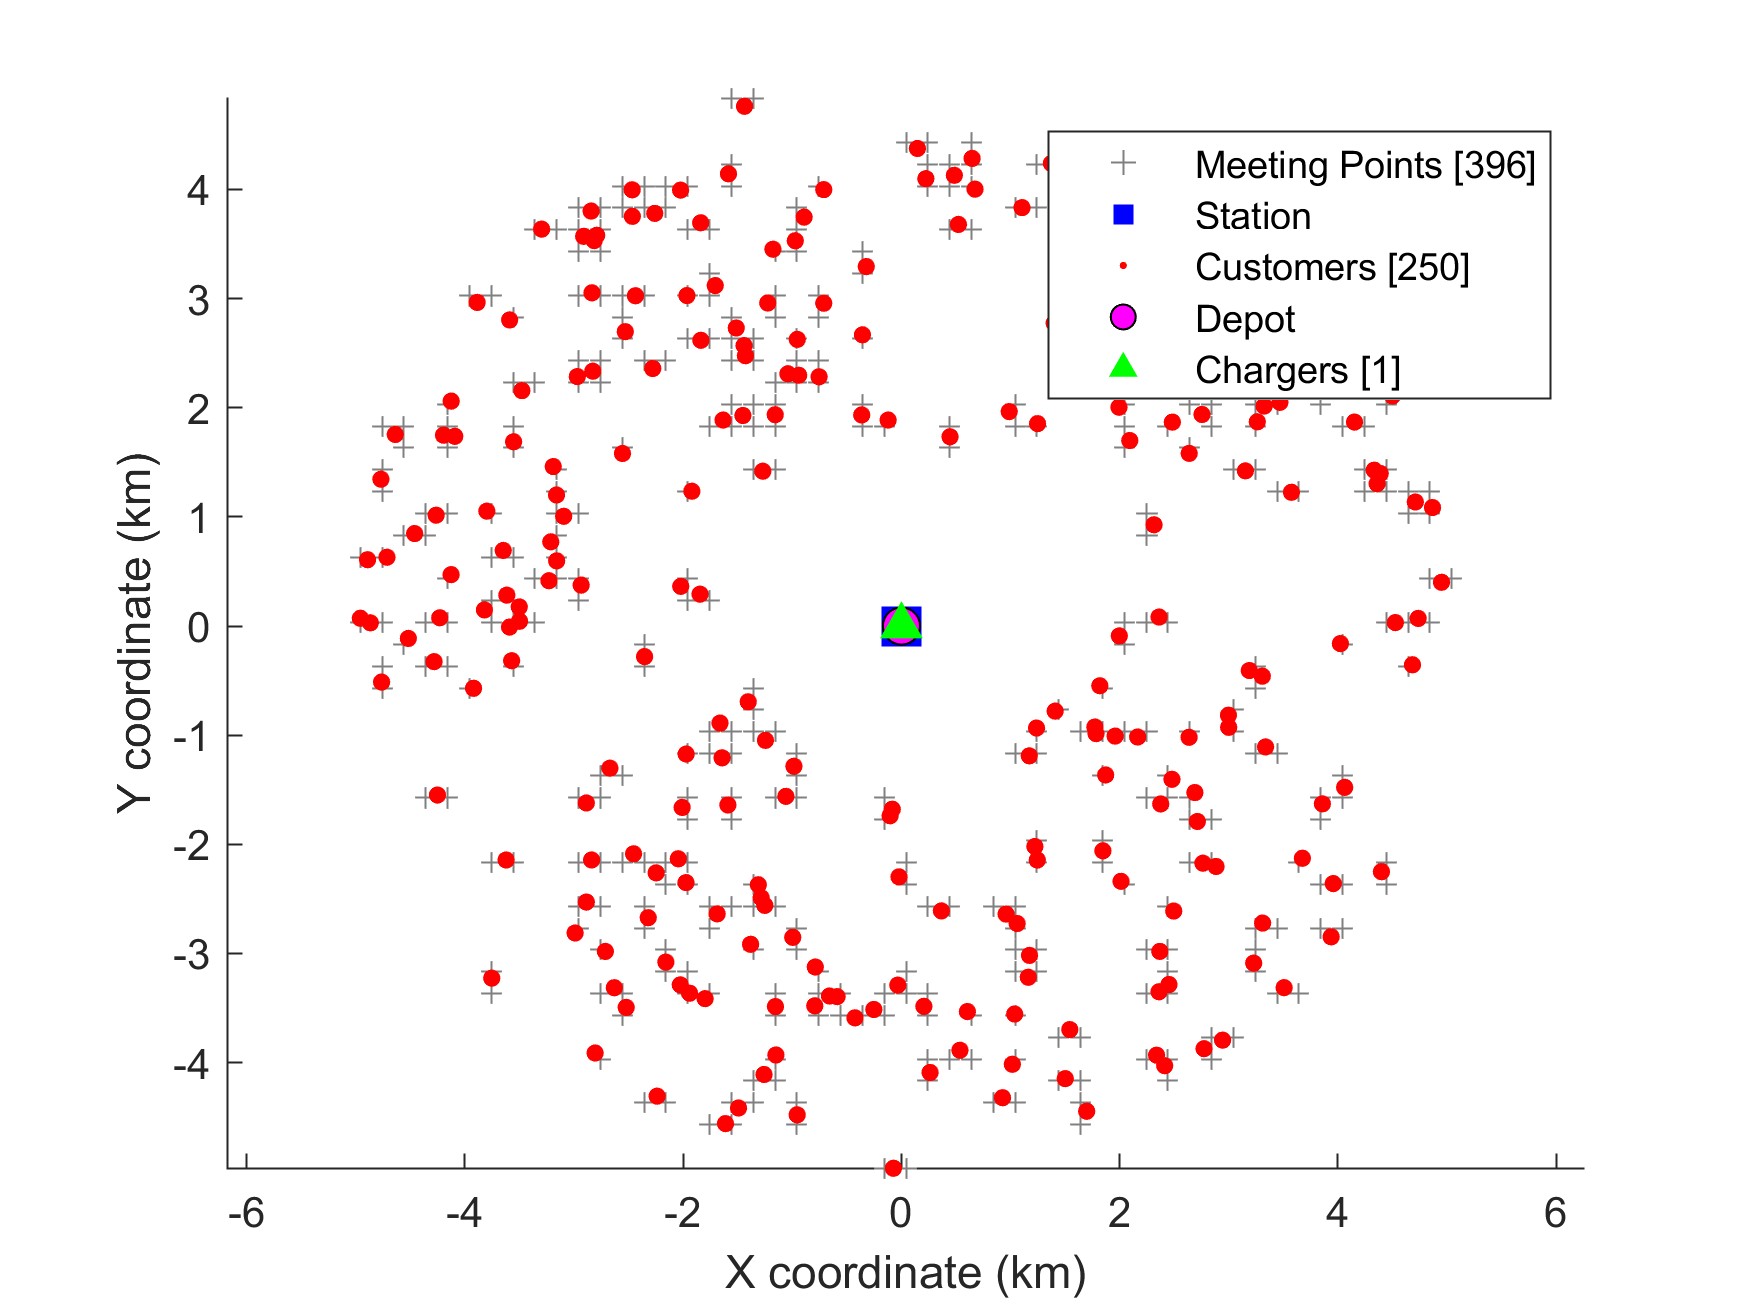 Meeting Points [396]
Station
Customers [250]
Depot
Chargers [1]
4
3
2
1
0
-1
-2
-3
-4
Y coordinate (km)
-6 -4 -2 0 2 4 6
X coordinate (km)